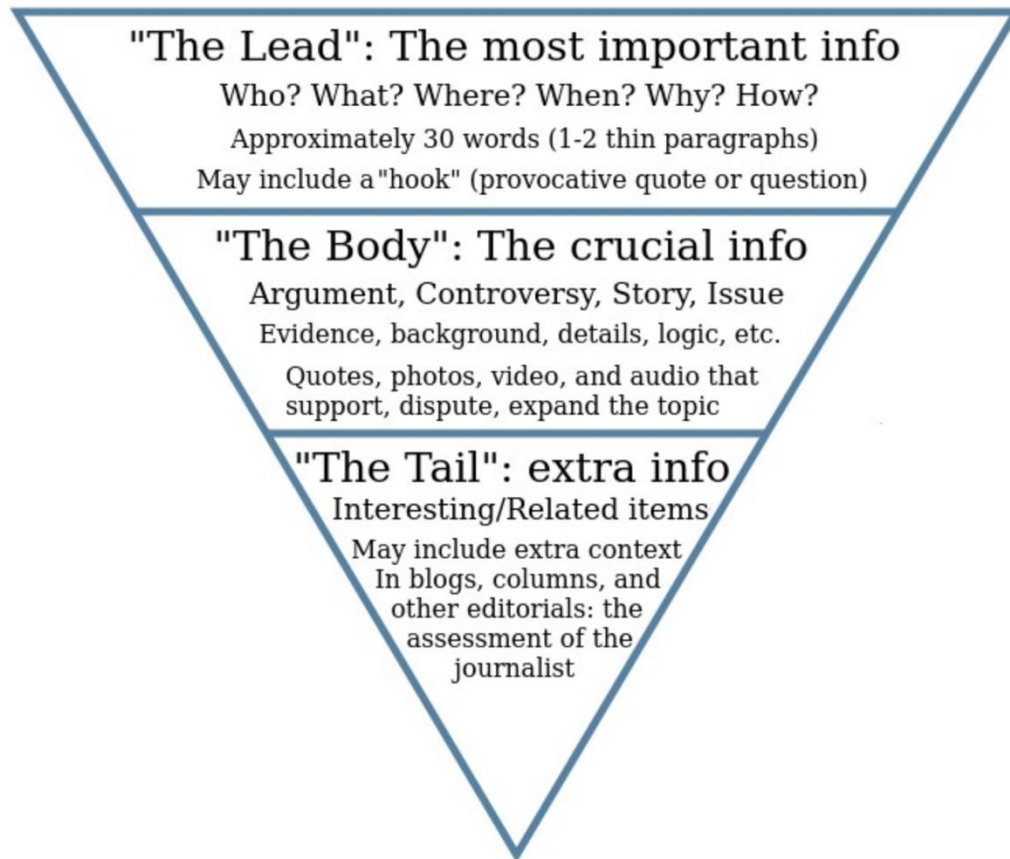 "The Lead": The most important info
Who? What? Where? When? Why? How?
Approximately 30 words (1-2 thin paragraphs)
May include a "hook" (provocative quote or question)
"The Body": The crucial info
Argument, Controversy, Story, Issue
Evidence, background, details, logic, etc.
Quotes, photos, video, and audio that
support, dispute, expand the topic
"The Tail": extra info
Interesting/Related items
May include extra context
In blogs, columns, and
other editorials: the
assessment of the
journalist